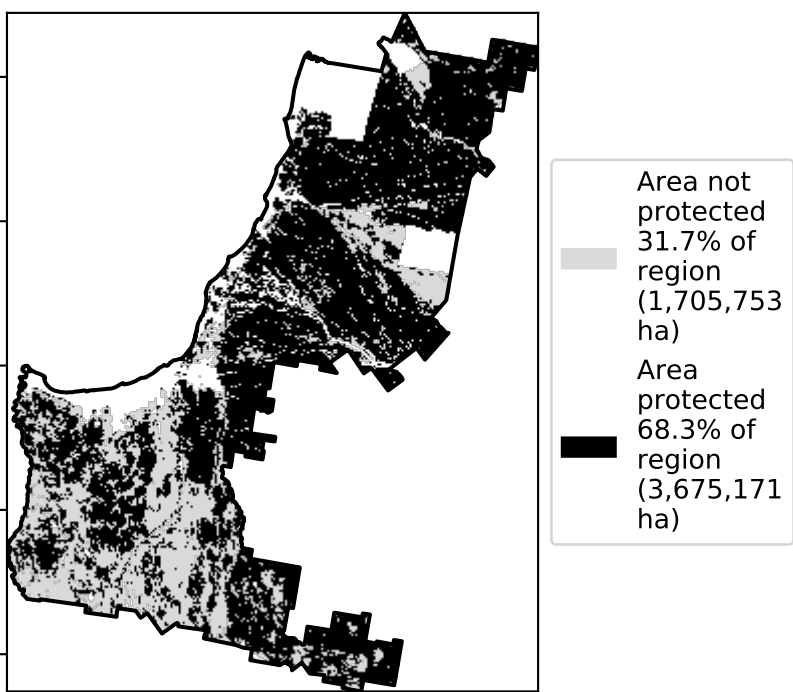 Area not
protected
31.7% of
region
(1,705,753
ha)
Area
protected
68.3% of
region
(3,675,171
ha)